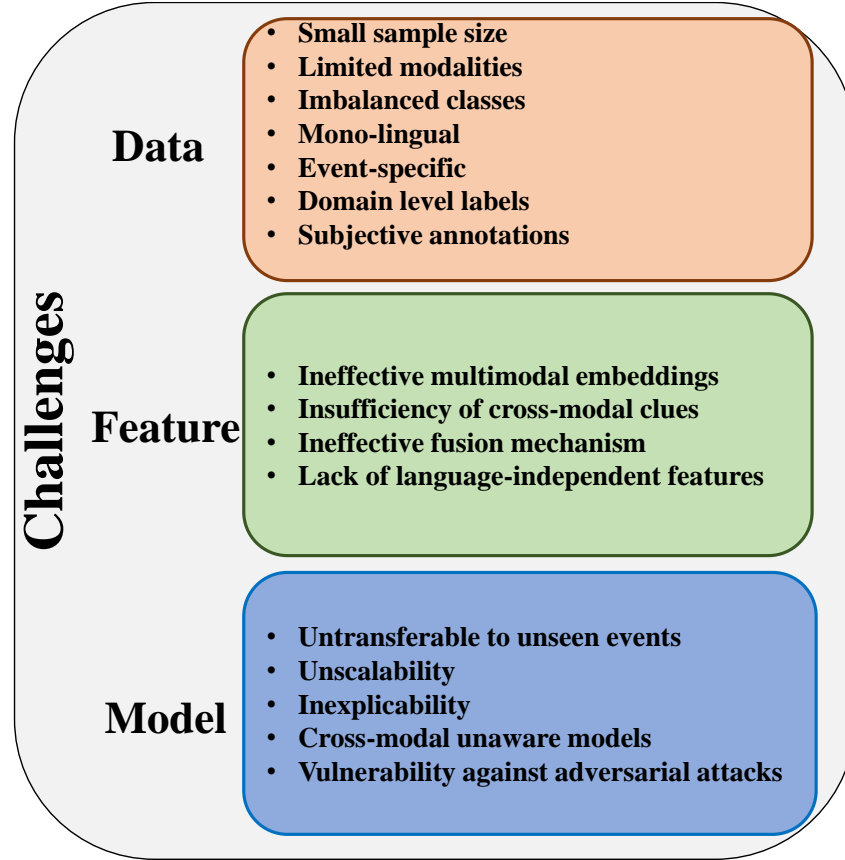 Challenges
Data
• Small sample size
• Limited modalities
• Imbalanced classes
• Mono-lingual
• Event-specific
• Domain level labels
• Subjective annotations
Feature
• Ineffective multimodal embeddings
• Insufficiency of cross-modal clues
• Ineffective fusion mechanism
• Lack of language-independent features
Model
• Untransferable to unseen events
• Unscalability
• Inexplicability
• Cross-modal unaware models
• Vulnerability against adversarial attacks